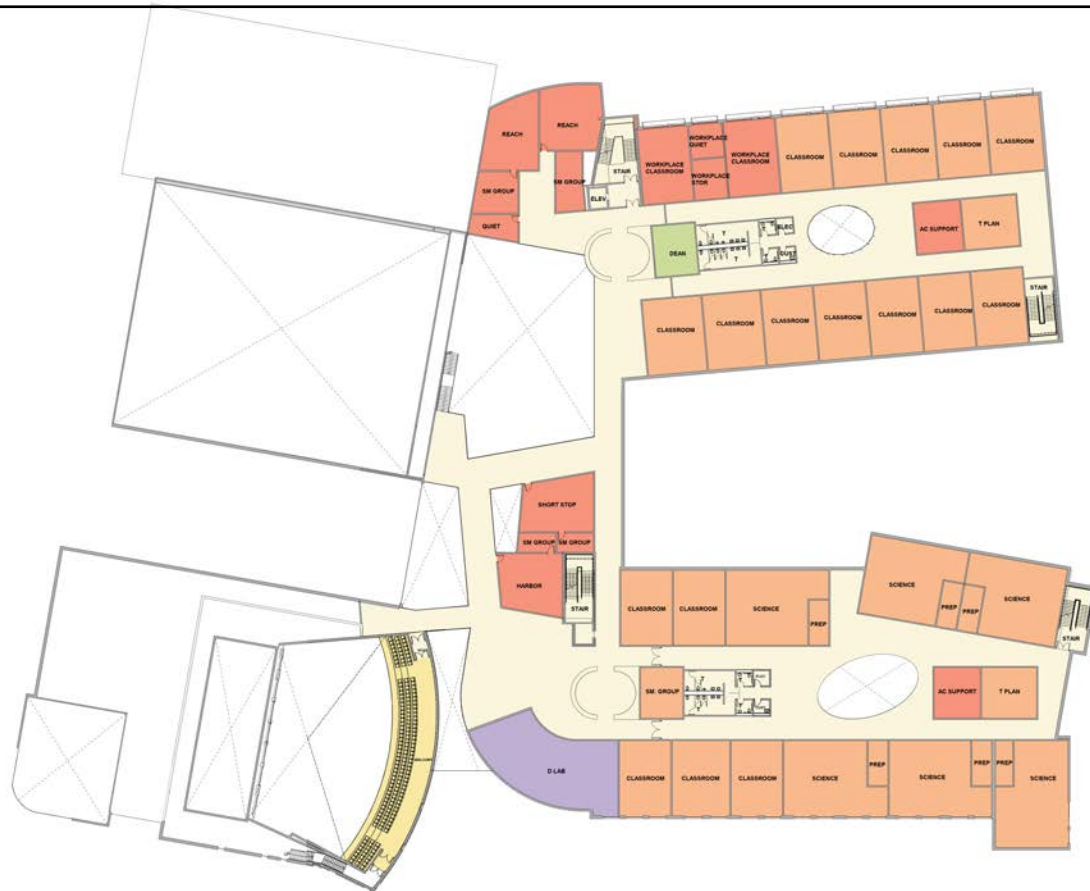 REACH
REACH
SM GROUP
SM GROUP
QUIET
STAIR
ELEV
WORKPLACE
CLASSROOM
WORKPLACE
QUIET
WORKPLACE
STOR
WORKPLACE
CLASSROOM
CLASSROOM
CLASSROOM
CLASSROOM
CLASSROOM
CLASSROOM
DEAN
ELEC
CUST
AC SUPPORT
T PLAN
STAIR
CLASSROOM
CLASSROOM
CLASSROOM
CLASSROOM
CLASSROOM
CLASSROOM
CLASSROOM
SHORT STOP
SM GROUP
SM GROUP
HARBOR
STAIR
CLASSROOM
CLASSROOM
SCIENCE
PREP
SCIENCE
PREP
PREP
SCIENCE
STAIR
SM. GROUP
AC SUPPORT
T PLAN
D LAB
CLASSROOM
CLASSROOM
CLASSROOM
SCIENCE
PREP
SCIENCE
PREP
PREP
SCIENCE